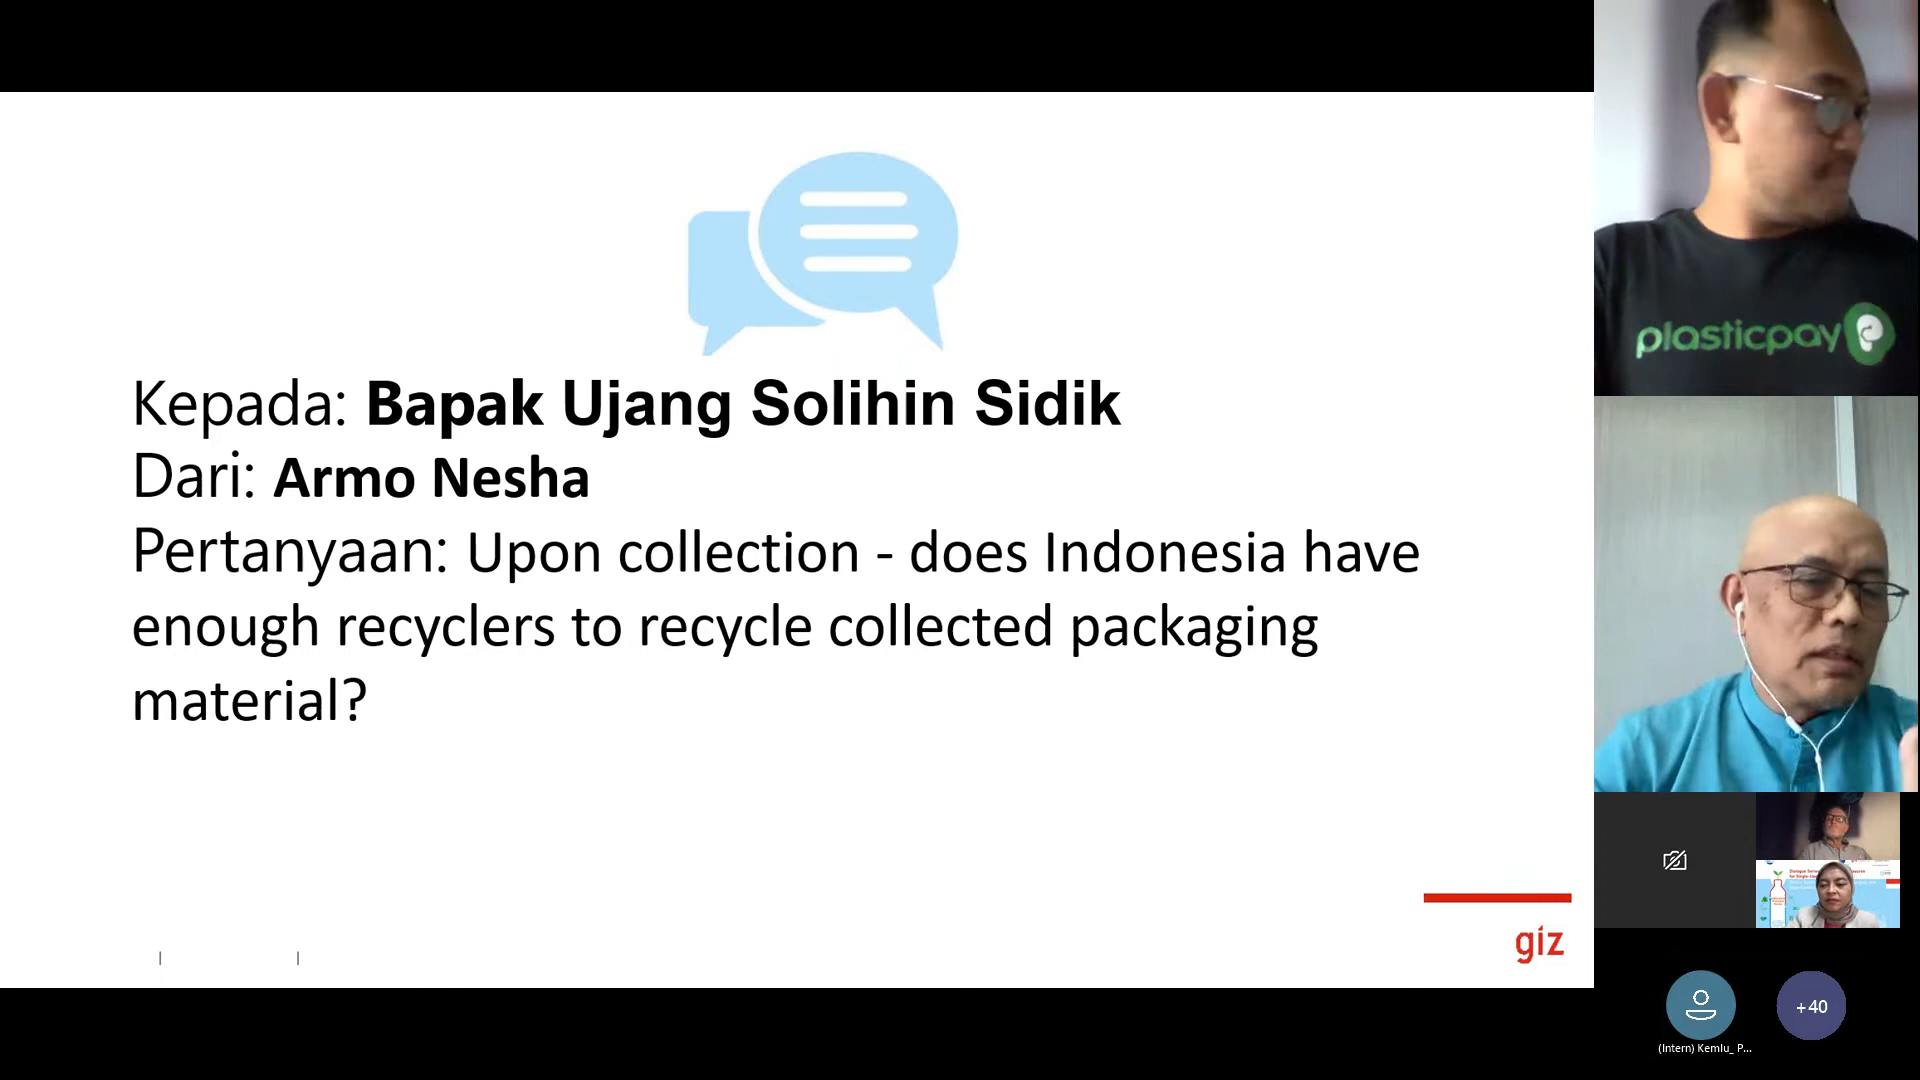 Kepada: Bapak Ujang Solihin Sidik
Dari: Armo Nesha
Pertanyaan: Upon collection - does Indonesia have
enough recyclers to recycle collected packaging
material?
giz
plasticpay
+40
(Intern) Kemlu_ P...